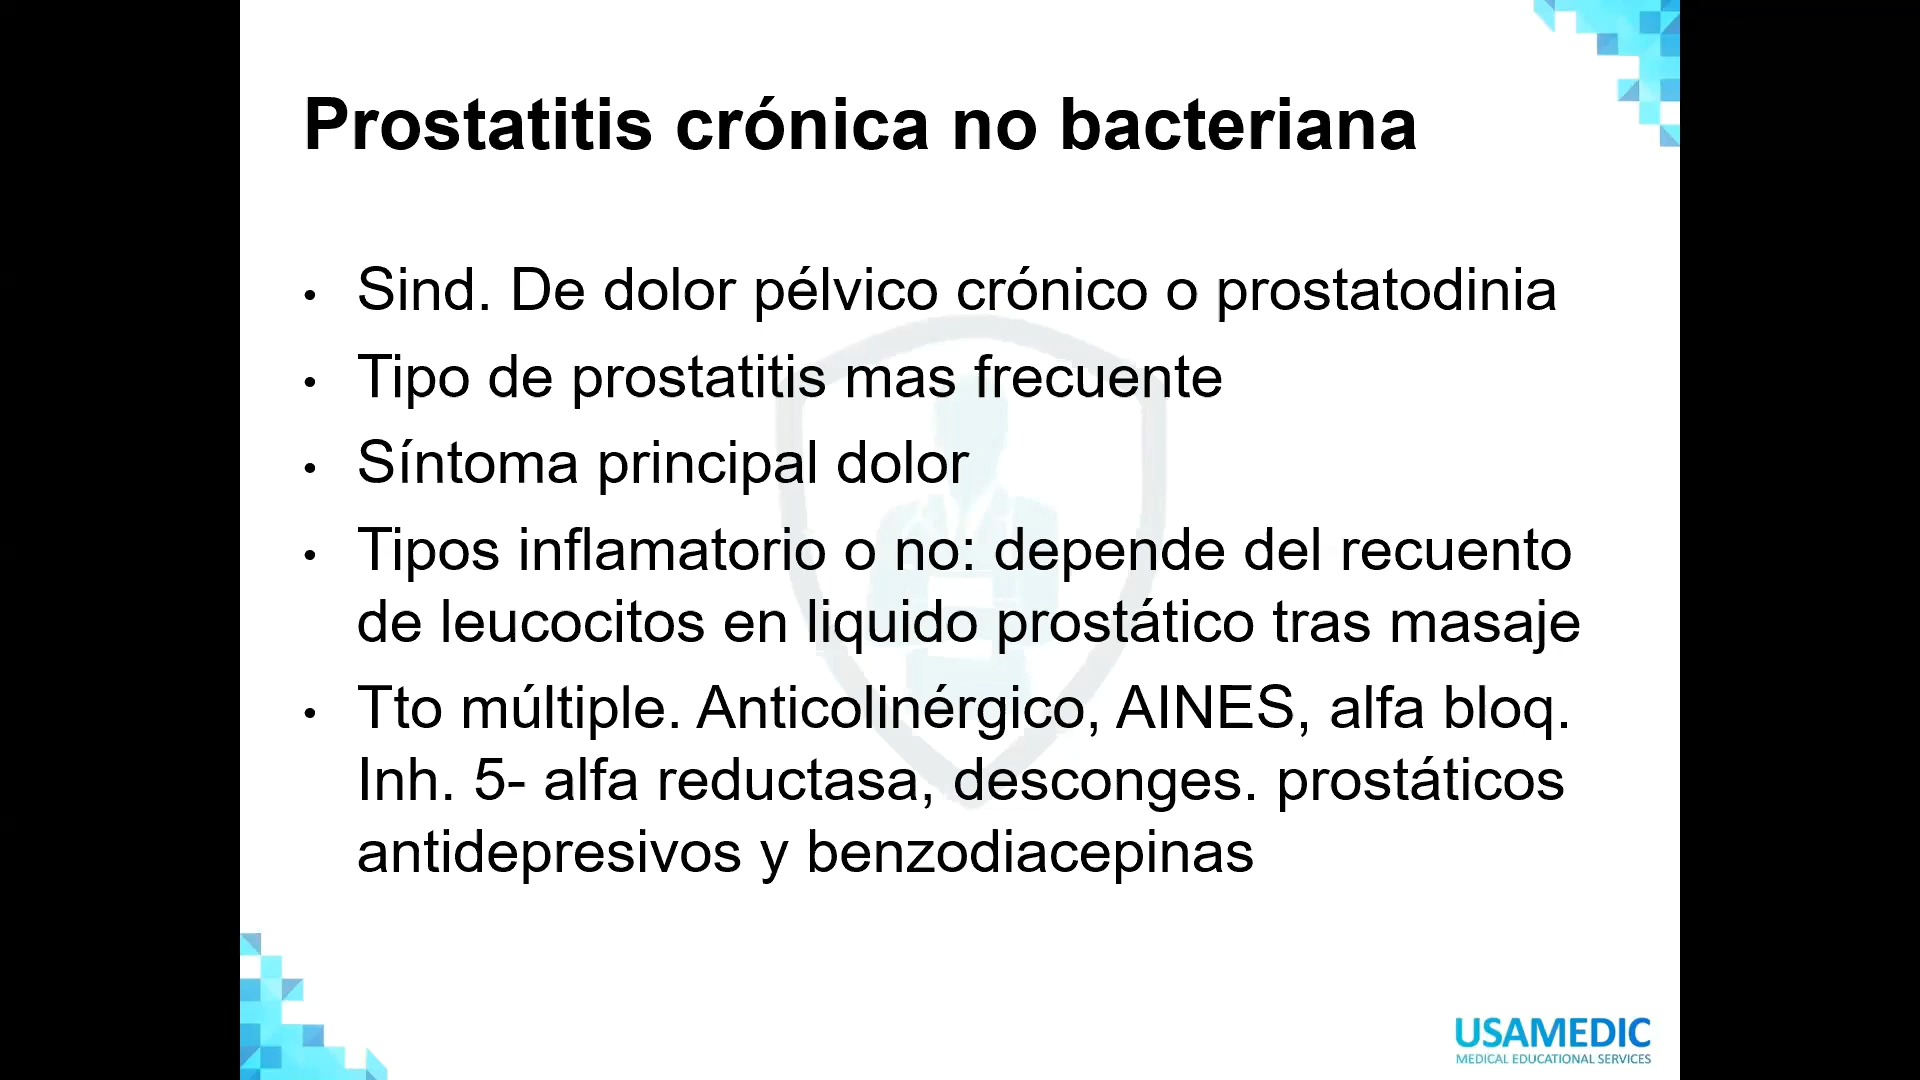 Prostatitis crónica no bacteriana
• Sind. De dolor pélvico crónico o prostatodinia
• Tipo de prostatitis mas frecuente
• Síntoma principal dolor
• Tipos inflamatorio o no: depende del recuento
de leucocitos en liquido prostático tras masaje
• Tto múltiple. Anticolinérgico, AINES, alfa bloq.
Inh. 5- alfa reductasa, desconges. prostáticos
antidepresivos y benzodiacepinas
USAMEDIC
MEDICAL EDUCATIONAL SERVICES